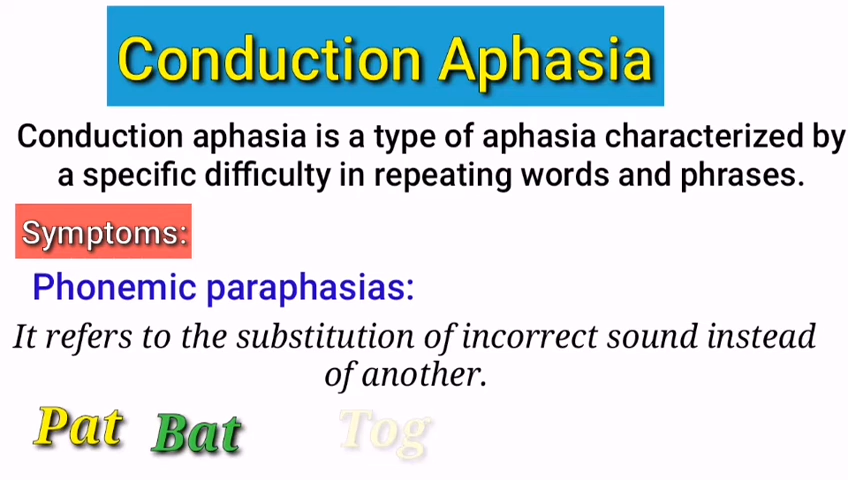 Conduction Aphasia
Conduction aphasia is a type of aphasia characterized by
a specific difficulty in repeating words and phrases.
Symptoms:
Phonemic paraphasias:
It refers to the substitution of incorrect sound instead
of another.
Pat Bat Tog